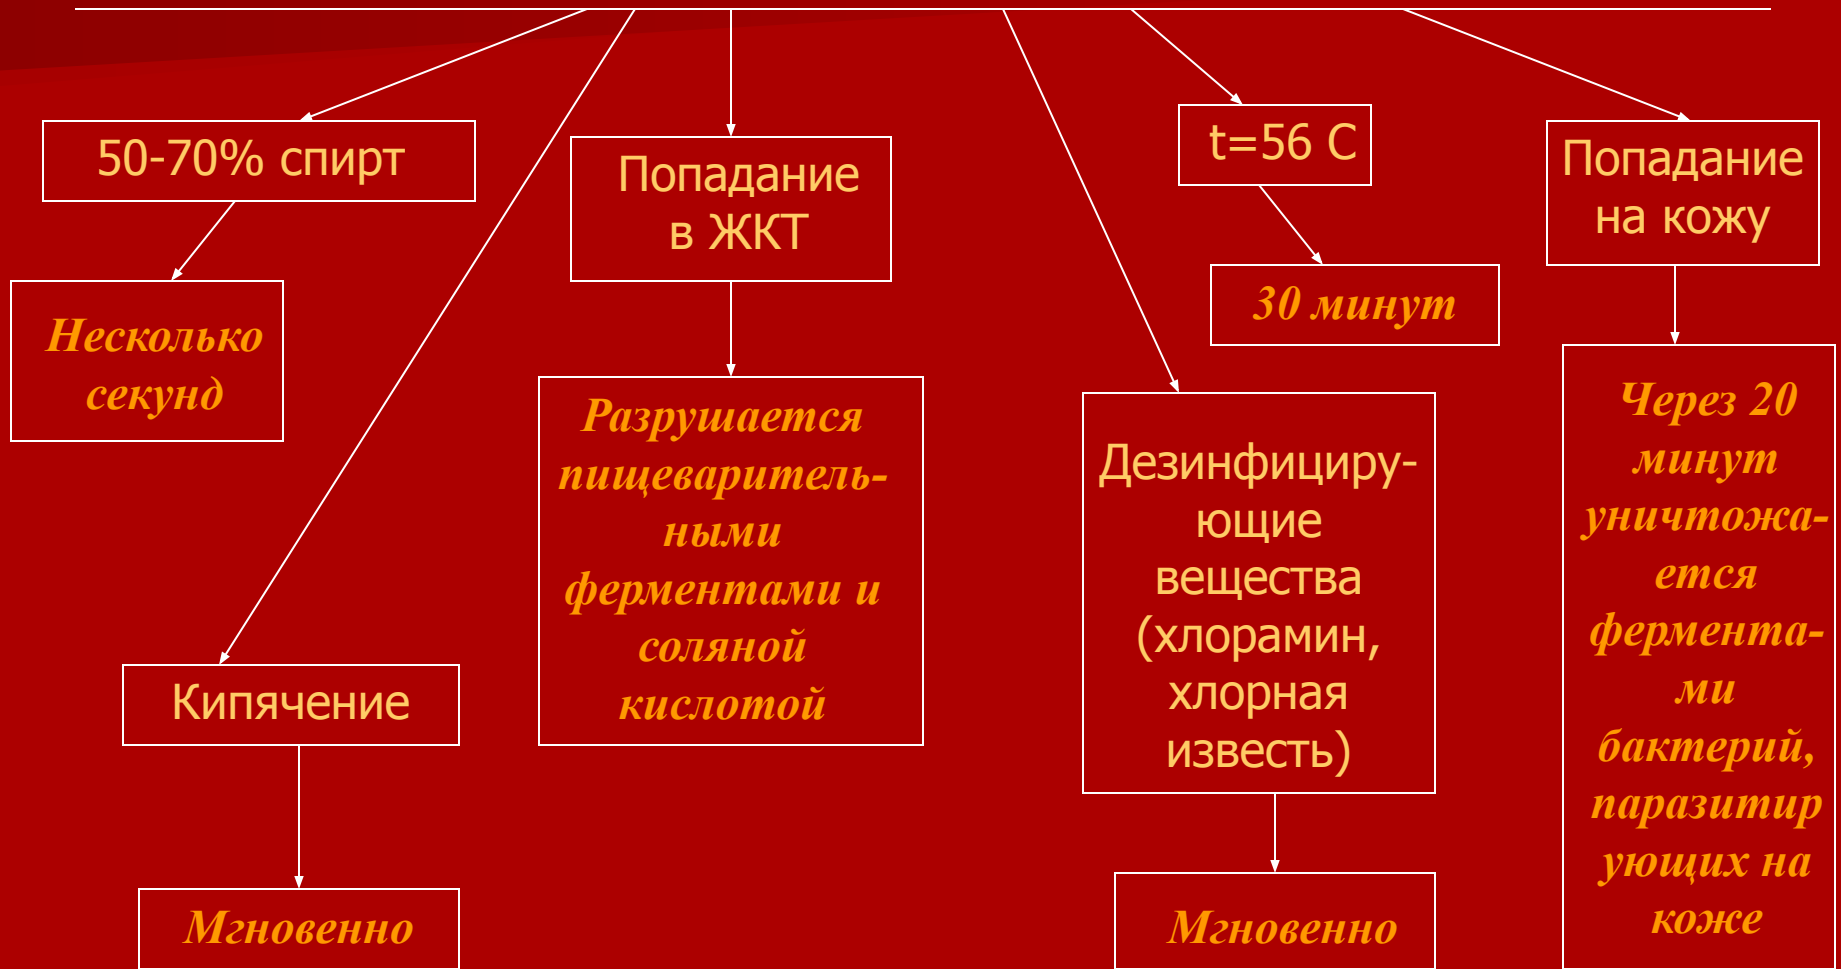 50-70% спирт
Несколько
секунд
Кипячение
Мгновенно
Попадание
в ЖКТ
Разрушается
пищеваритель-
ными
ферментами и
соляной
кислотой
t=56 С
30 минут
Дезинфициру-
ющие
вещества
(хлорамин,
хлорная
известь)
Мгновенно
Попадание
на кожу
Через 20
минут
уничтожа-
ется
фермента-
ми
бактерий,
паразитир
ующих на
коже